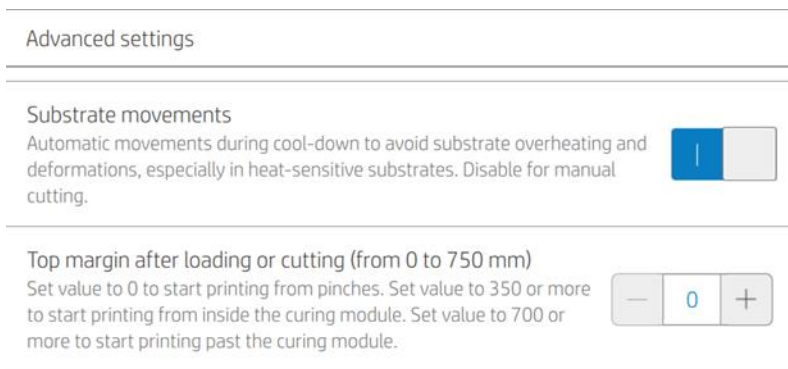 Advanced settings
Substrate movements
Automatic movements during cool-down to avoid substrate overheating and
deformations, especially in heat-sensitive substrates. Disable for manual
cutting.
Top margin after loading or cutting (from 0 to 750 mm)
Set value to 0 to start printing from pinches. Set value to 350 or more
to start printing from inside the curing module. Set value to 700 or
more to start printing past the curing module.
− 0 +